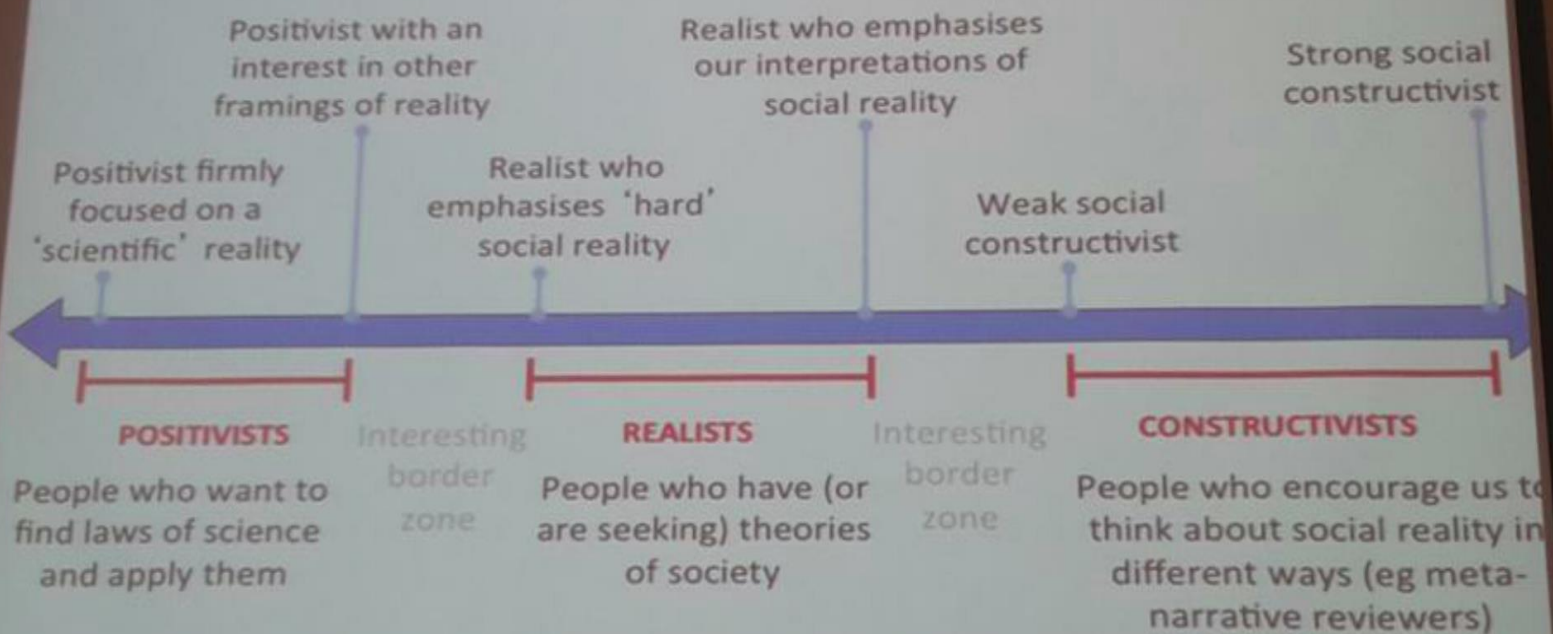 Positivist with an
interest in other
framings of reality
Realist who emphasises
our interpretations of
social reality
Strong social
constructivist
Positivist firmly
focused on a
‘scientific’ reality
Realist who
emphasises ‘hard’
social reality
Weak social
constructivist
POSITIVISTS
People who want to
find laws of science
and apply them
Interesting
border
zone
REALISTS
People who have (or
are seeking) theories
of society
Interesting
border
zone
CONSTRUCTIVISTS
People who encourage us to
think about social reality in
different ways (eg meta-
narrative reviewers)